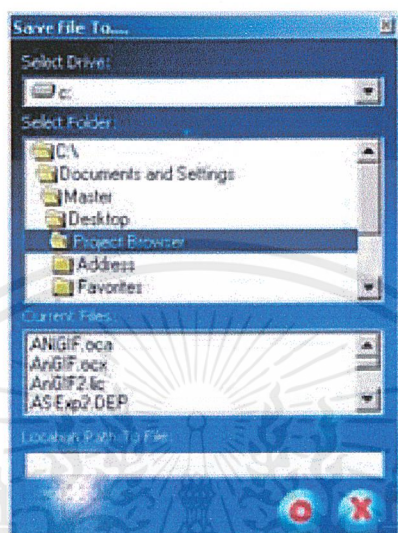 Save File To....
Select Drive:
c:
Select Folder:
C:\
Documents and Settings
Master
Desktop
Project Browser
Address
Favorites
Current Files:
ANIGIF.oca
AniGIF.ocx
AniGIF2.lic
AS-Exp2.DEP
Location Path To File: